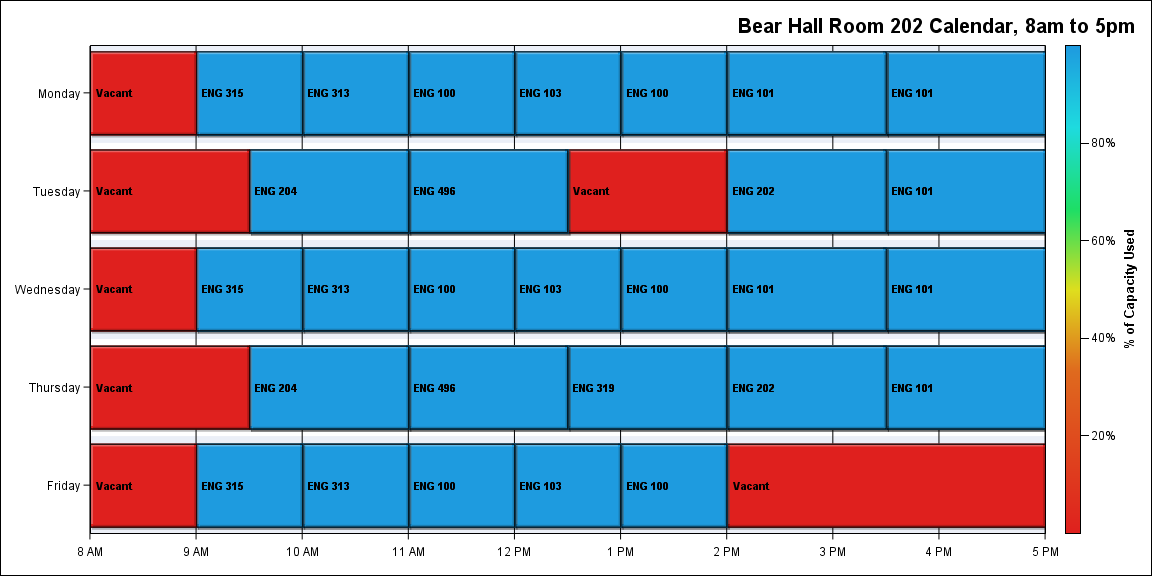 Bear Hall Room 202 Calendar, 8am to 5pm
Monday
Vacant
ENG 315
ENG 313
ENG 100
ENG 103
ENG 100
ENG 101
ENG 101
Tuesday
Vacant
ENG 204
ENG 496
Vacant
ENG 202
ENG 101
Wednesday
Vacant
ENG 315
ENG 313
ENG 100
ENG 103
ENG 100
ENG 101
ENG 101
Thursday
Vacant
ENG 204
ENG 496
ENG 319
ENG 202
ENG 101
Friday
Vacant
ENG 315
ENG 313
ENG 100
ENG 103
ENG 100
Vacant
8 AM
9 AM
10 AM
11 AM
12 PM
1 PM
2 PM
3 PM
4 PM
5 PM
80%
60%
40%
20%
% of Capacity Used